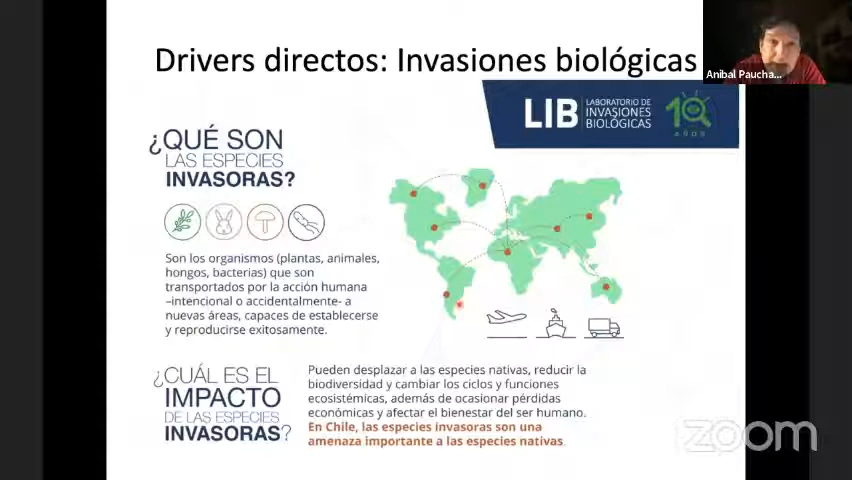 Drivers directos: Invasiones biológicas
Anibal Paucha...
LIB
LABORATORIO DE
INVASIONES
BIOLÓGICAS
10
AÑOS
¿QUÉ SON
LAS ESPECIES
INVASORAS?
Son los organismos (plantas, animales,
hongos, bacterias) que son
transportados por la acción humana
–intencional o accidentalmente- a
nuevas áreas, capaces de establecerse
y reproducirse exitosamente.
¿CUÁL ES EL
IMPACTO
DE LAS ESPECIES
INVASORAS?
Pueden desplazar a las especies nativas, reducir la
biodiversidad y cambiar los ciclos y funciones
ecosistémicas, además de ocasionar pérdidas
económicas y afectar el bienestar del ser humano.
En Chile, las especies invasoras son una
amenaza importante a las especies nativas.
zoom